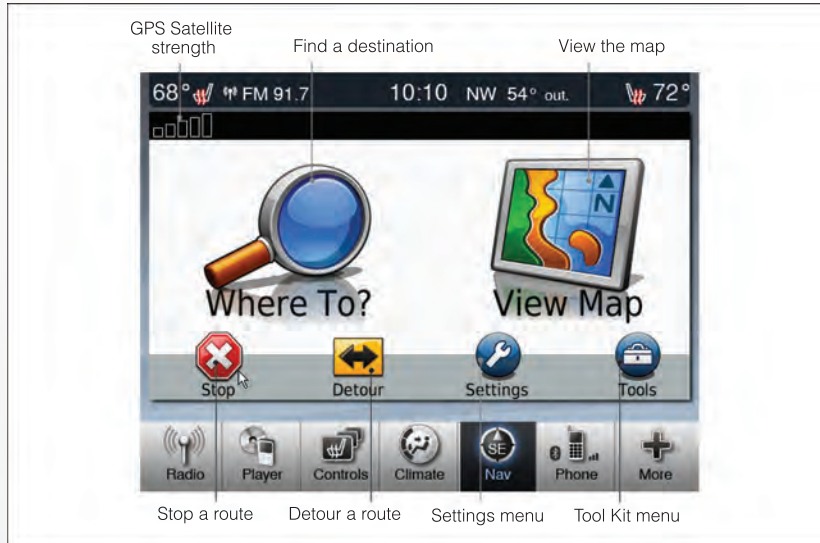 GPS Satellite
strength
Find a destination
View the map
68° FM 91.7 10:10 NW 54° out. 72°
N
Where To?
View Map
Stop
Detour
Settings
Tools
SE
Radio
Player
Controls
Climate
Nav
Phone
More
Stop a route
Detour a route
Settings menu
Tool Kit menu